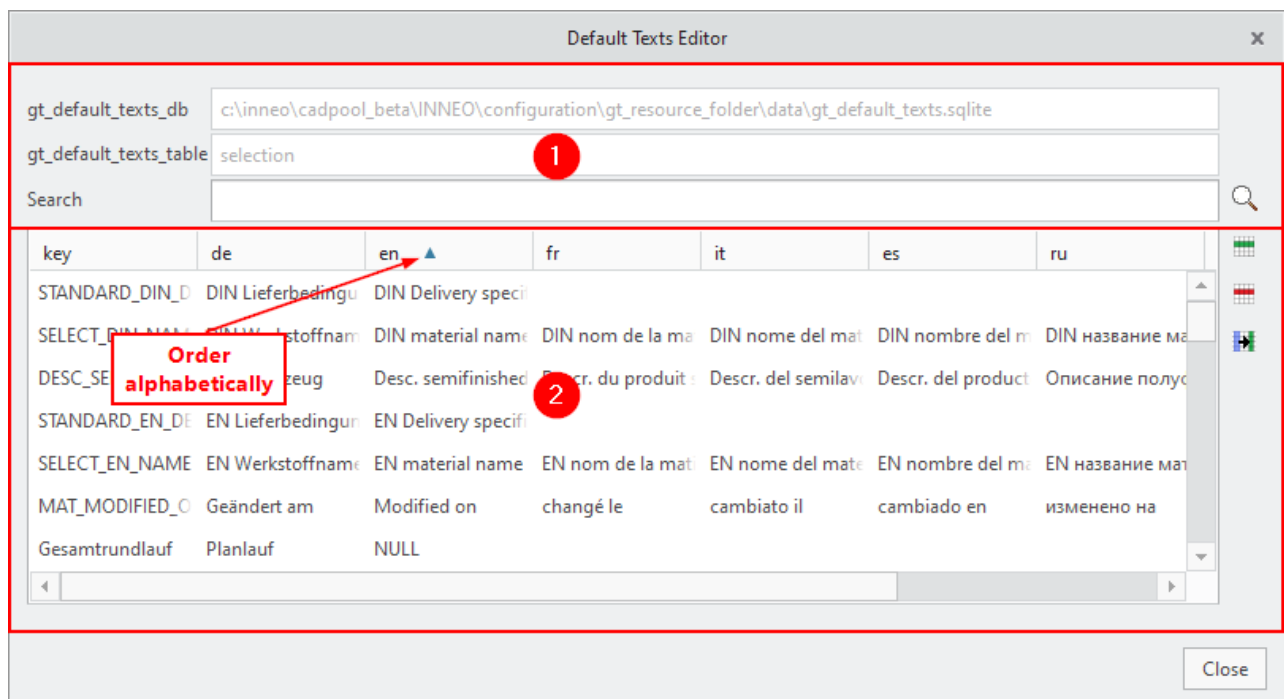 Default Texts Editor
gt_default_texts_db c:\inneo\cadpool_beta\INNEO\configuration\gt_resource_folder\data\gt_default_texts.sqlite
gt_default_texts_table selection
1
Search
key de en fr it es ru
STANDARD_DIN_D DIN Lieferbedingu DIN Delivery specif
DIN material name DIN nom de la ma DIN nome del mat DIN nombre del m DIN название ма
Order
alphabetically
DESC_SE zeug Desc. semifinished Descr. du produit Descr. del semilav Descr. del product Описание полус
2
STANDARD_EN_DE EN Lieferbedingun EN Delivery specifi
SELECT_EN_NAME EN Werkstoffname EN material name EN nom de la mat EN nome del mate EN nombre del ma EN название мат
MAT_MODIFIED_O Geändert am Modified on changé le cambiato il cambiado en изменено на
Gesamtrundlauf Planlauf NULL
Close